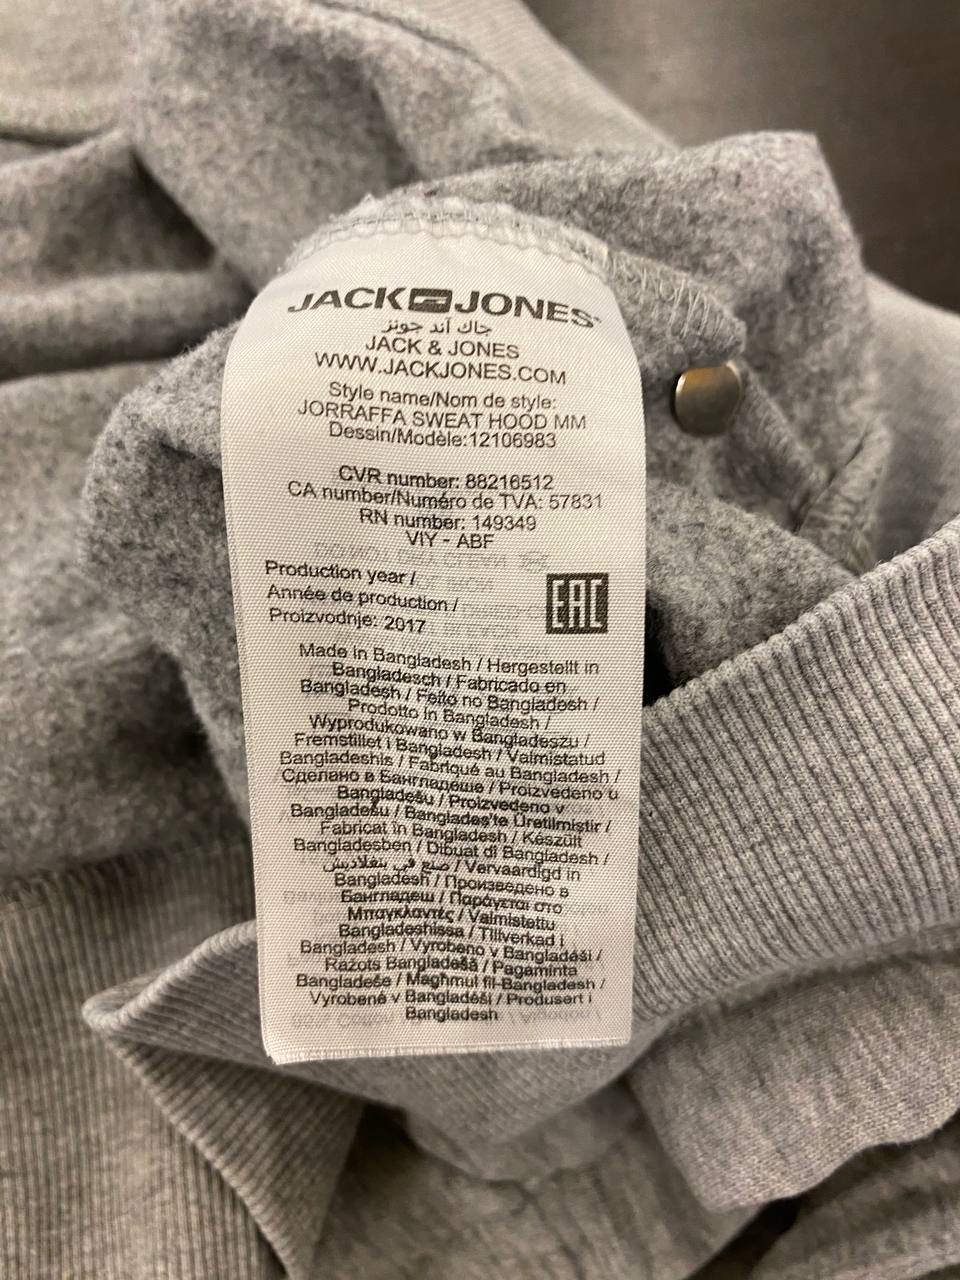 JACK JONES
جاك آند جونز
JACK & JONES
WWW.JACKJONES.COM
Style name/Nom de style:
JORRAFFA SWEAT HOOD MM
Dessin/Modèle:12106983
CVR number: 88216512
CA number/Numéro de TVA: 57831
RN number: 149349
VIY - ABF
Production year /
Année de production /
Proizvodnje: 2017
EAC
Made in Bangladesh / Hergestellt in
Bangladesch / Fabricado en
Bangladesh / Feito no Bangladesh /
Prodotto in Bangladesh /
Wyprodukowano w Bangladeszu /
Fremstillet i Bangladesh / Valmistatud
Bangladeshis / Fabriqué au Bangladesh /
Сделано в Бангладеше / Proizvedeno u
Bangladešu / Proizvedeno v
Bangladešu / Banglades'te Üretilmistir /
Fabricat in Bangladesh / Készült
Bangladesben / Dibuat di Bangladesh /
صنع في بنغلاديش / Vervaardigd in
Bangladesh / Произведено в
Бангладеш / Παράγεται στο
Μπαγκλαντές / Valmistettu
Bangladeshissa / Tillverkad i
Bangladesh / Vyrobeno v Bangladéši /
Ražots Bangladešā / Pagaminta
Bangladeše / Maghmul fil-Bangladesh /
Vyrobené v Bangladéši / Produsert i
Bangladesh